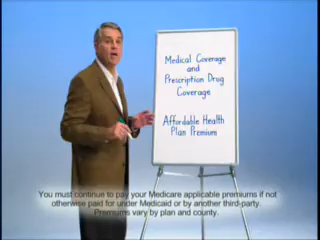 Medical Coverage
and
Prescription Drug
Coverage
Affordable Health
Plan Premium
You must continue to pay your Medicare applicable premiums if not
otherwise paid for under Medicaid or by another third-party.
Premiums vary by plan and county.